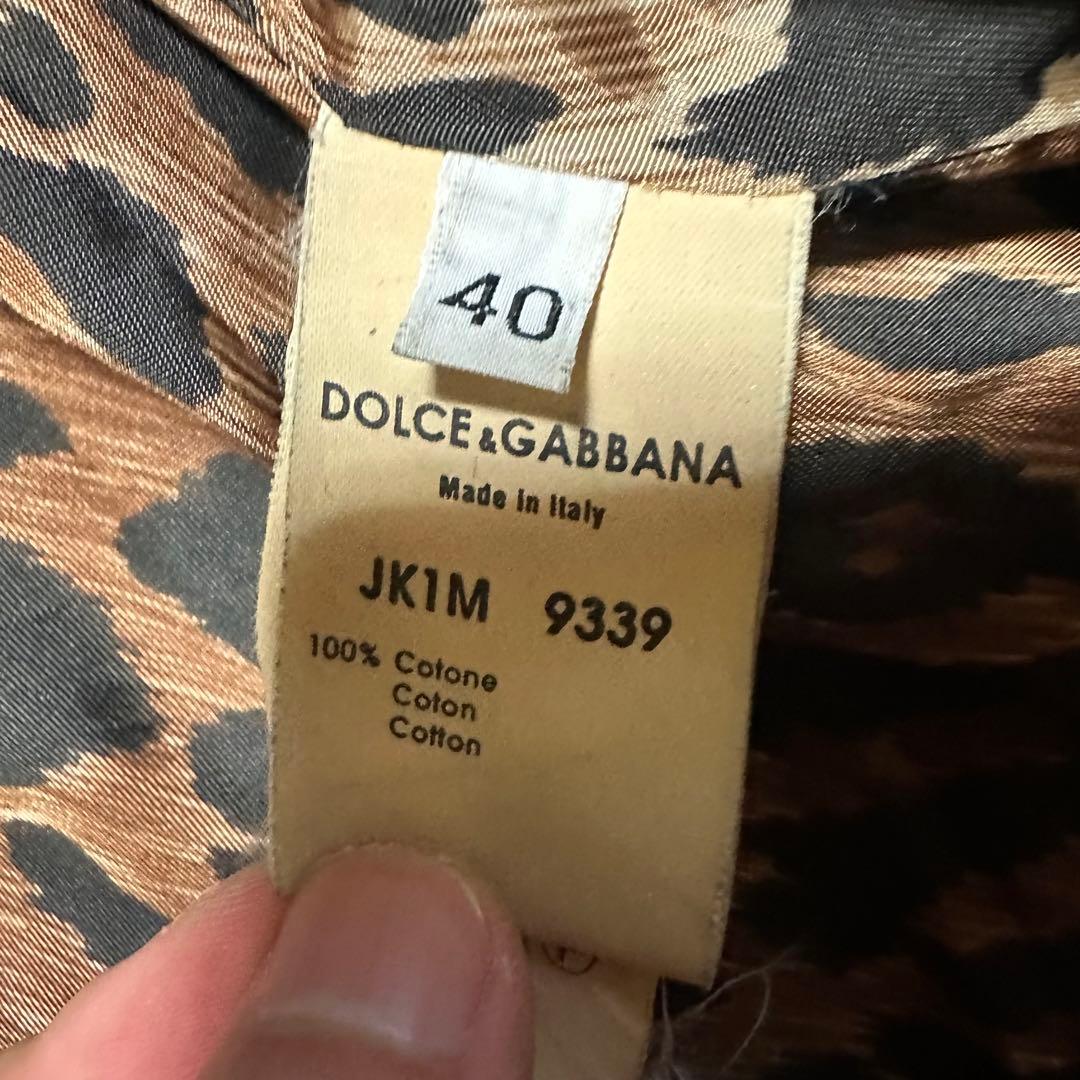 40
DOLCE&GABBANA
Made in Italy
JK1M 9339
100% Cotone
Coton
Cotton
P